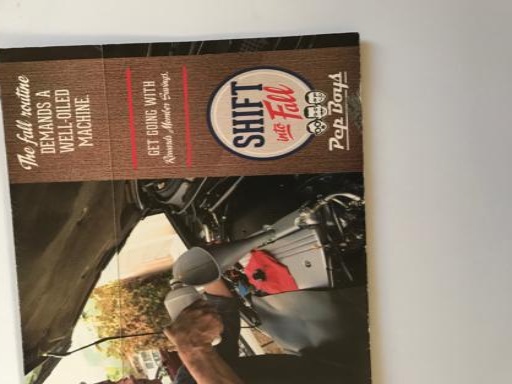 The fall routine
DEMANDS A
WELL-OILED
MACHINE.
GET GOING WITH
Rewards Member Savings.
SHIFT
into Fall
Pep Boys